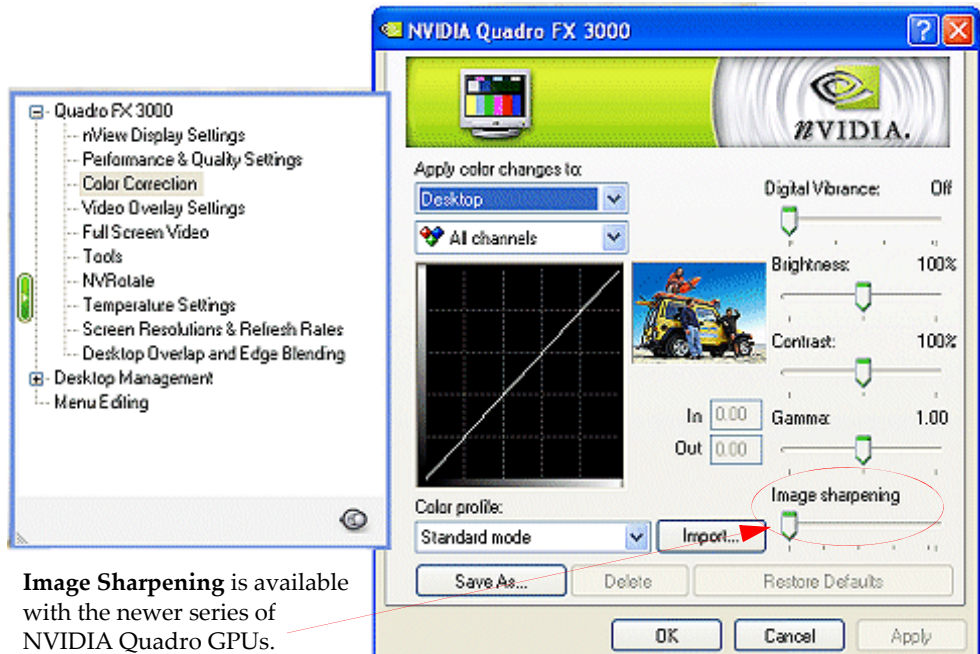 NVIDIA Quadro FX 3000
nVIDIA.
Quadro FX 3000
nView Display Settings
Performance & Quality Settings
Color Correction
Video Overlay Settings
Full Screen Video
Tools
NVRotate
Temperature Settings
Screen Resolutions & Refresh Rates
Desktop Overlap and Edge Blending
Desktop Management
Menu Editing
Apply color changes to:
Desktop
All channels
Digital Vibrance: Off
Brightness: 100%
Contrast: 100%
In 0.00
Out 0.00
Gamma: 1.00
Image sharpening
Color profile:
Standard mode
Import...
Save As... Delete Restore Defaults
OK Cancel Apply
Image Sharpening is available
with the newer series of
NVIDIA Quadro GPUs.